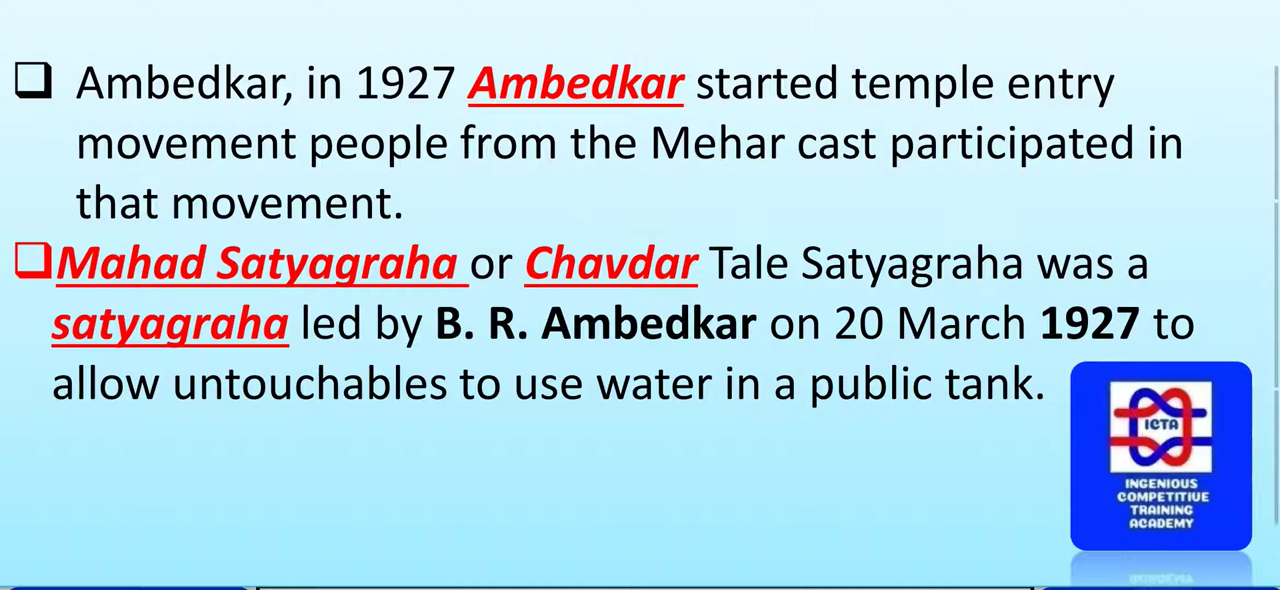 ❑ Ambedkar, in 1927 Ambedkar started temple entry
movement people from the Mehar cast participated in
that movement.
❑Mahad Satyagraha or Chavdar Tale Satyagraha was a
satyagraha led by B. R. Ambedkar on 20 March 1927 to
allow untouchables to use water in a public tank.
ICTA
INGENIOUS
COMPETITIVE
TRAINING
ACADEMY